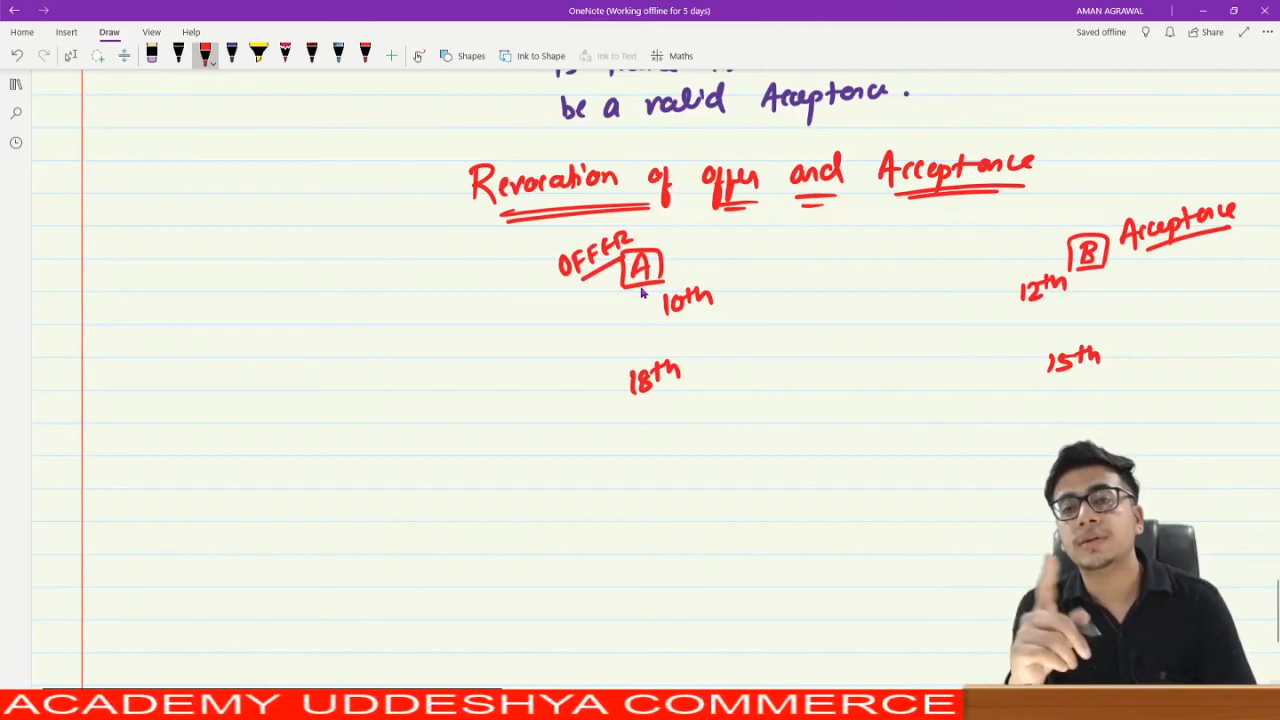 OneNote (Working offline for 5 days)
AMAN AGRAWAL
Home Insert Draw View Help
Saved offline
Share
Shapes
Ink to Shape
Ink to Text
Maths
be a valid Acceptance.
Revocation of offer and Acceptance
OFFER A
B Acceptance
10th
12th
18th
15th
ACADEMY UDDESHYA COMMERCE